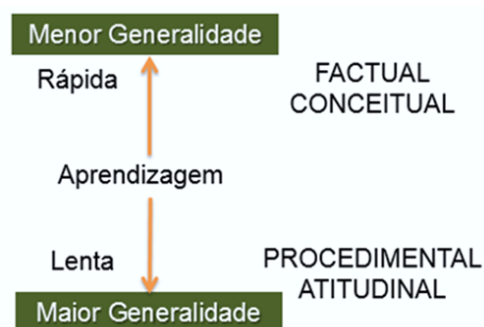 Menor Generalidade
Rápida
FACTUAL
CONCEITUAL
Aprendizagem
Lenta
PROCEDIMENTAL
ATITUDINAL
Maior Generalidade